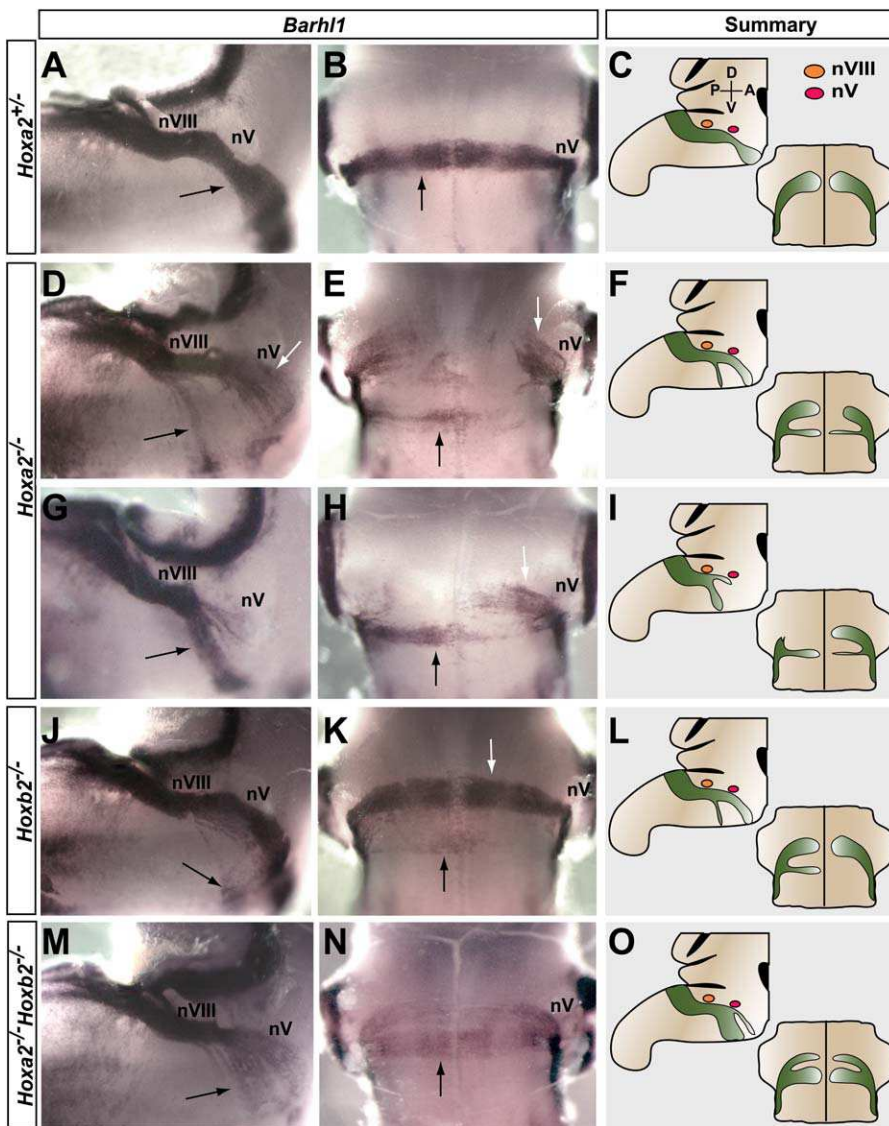 Barhl1 Summary
Hoxa2+/-
A nVIII nV
B nV
C D P A V nVIII nV
Hoxa2-/-
D nVIII nV
E nV
F
G nVIII nV
H nV
I
Hoxb2-/-
J nVIII nV
K nV
L
Hoxa2-/-Hoxb2-/-
M nVIII nV
N nV
O